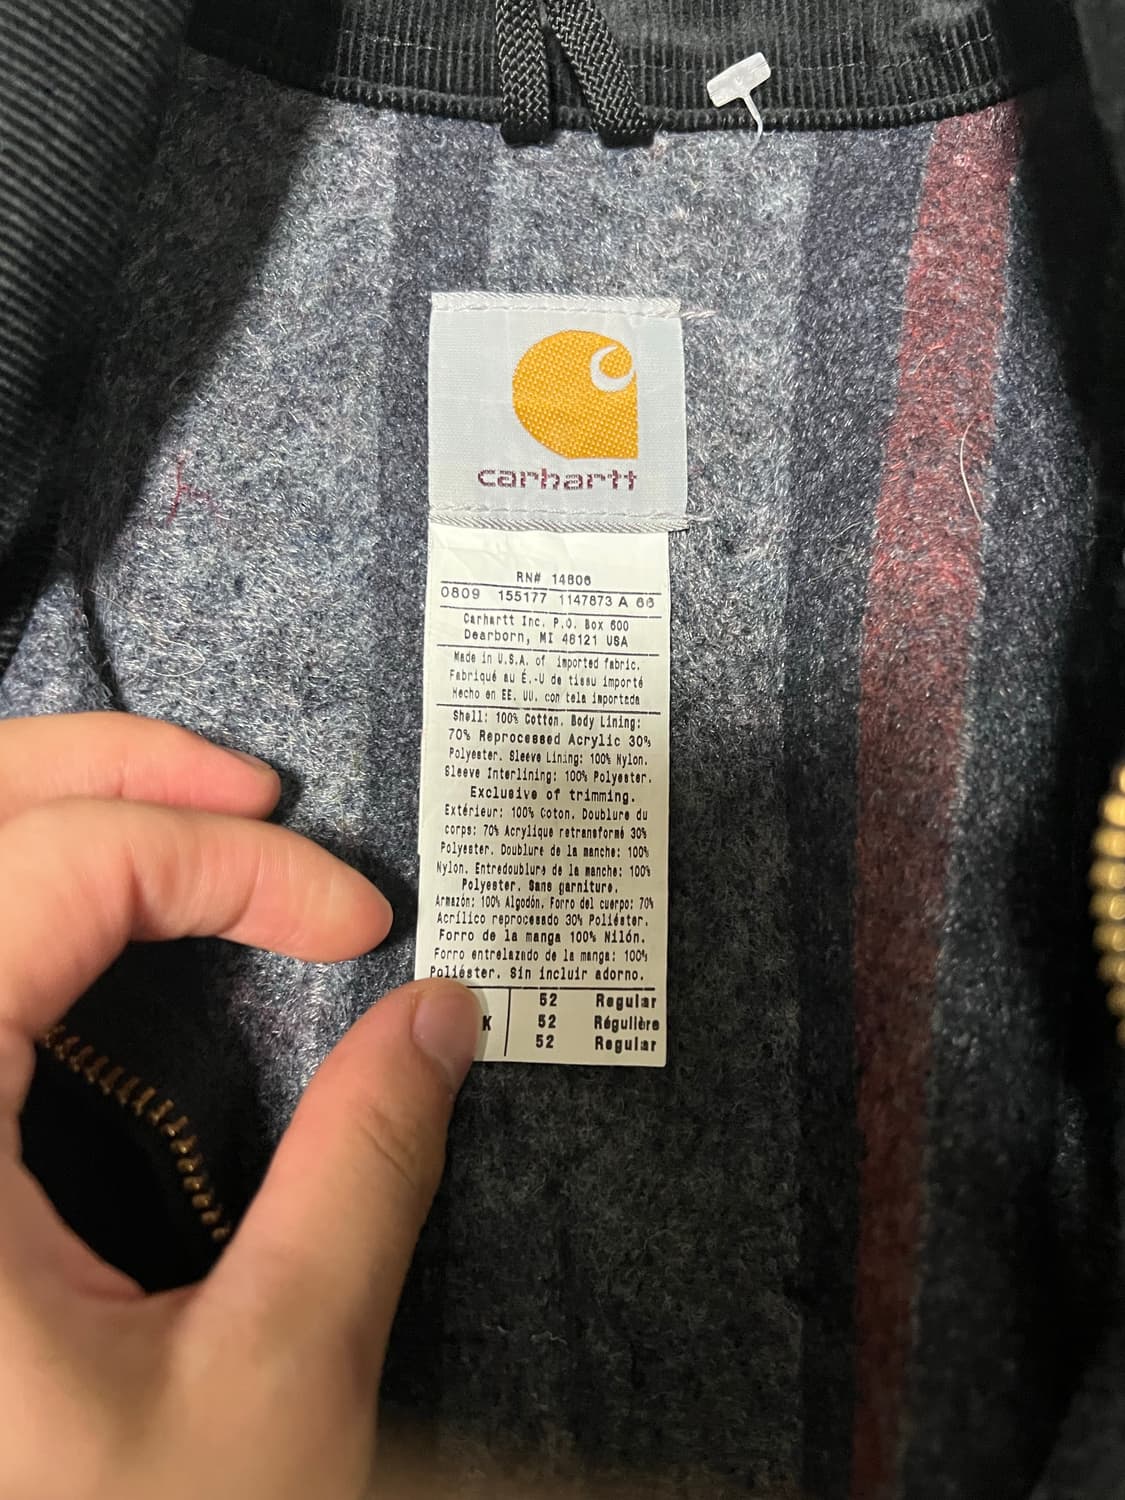 carhartt
RN# 14806
0809 155177 1147873 A 66
Carhartt Inc. P.O. Box 600
Dearborn, MI 48121 USA
Made in U.S.A. of imported fabric.
Fabriqué au É.-U de tissu importé
Hecho en EE. UU. con tela importada
Shell: 100% Cotton. Body Lining:
70% Reprocessed Acrylic 30%
Polyester. Sleeve Lining: 100% Nylon.
Sleeve Interlining: 100% Polyester.
Exclusive of trimming.
Extérieur: 100% Coton. Doublure du
corps: 70% Acrylique retransformé 30%
Polyester. Doublure de la manche: 100%
Nylon. Entredoublure de la manche: 100%
Polyester. Sans garniture.
Armazón: 100% Algodón. Forro del cuerpo: 70%
Acrílico reprocesado 30% Poliéster.
Forro de la manga 100% Nilón.
Forro entrelazndo de la manga: 100%
Poliéster. Sin incluir adorno.
52 Regular
K 52 Régulière
52 Regular